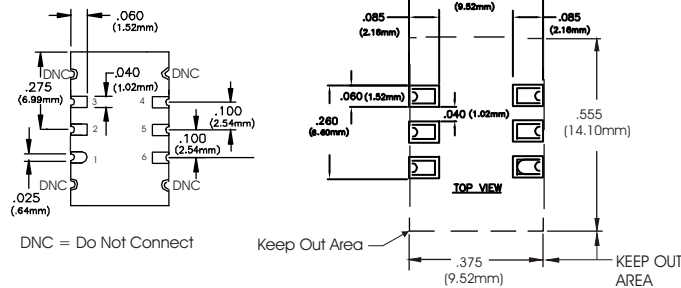 .060
(1.52mm)
DNC
DNC
.275
(6.99mm)
3
.040
(1.02mm)
4
2
5
.100
(2.54mm)
1
6
.100
(2.54mm)
DNC
DNC
.025
(.64mm)
DNC = Do Not Connect
(9.52mm)
.085
(2.16mm)
.085
(2.16mm)
.060 (1.52mm)
.040 (1.02mm)
.260
(6.60mm)
.555
(14.10mm)
TOP VIEW
Keep Out Area
.375
(9.52mm)
KEEP OUT
AREA